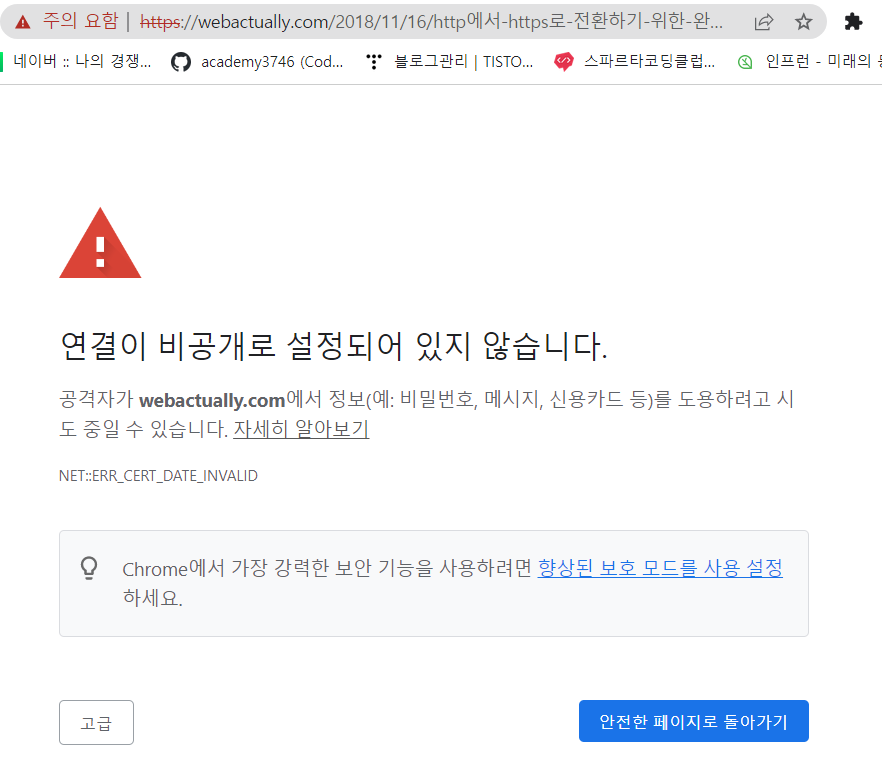 주의 요함 | https://webactually.com/2018/11/16/http에서-https로-전환하기-위한-완...
네이버 :: 나의 경쟁... academy3746 (Cod... 블로그관리 | TISTO... 스파르타코딩클럽... 인프런 - 미래의
연결이 비공개로 설정되어 있지 않습니다.
공격자가 webactually.com에서 정보(예: 비밀번호, 메시지, 신용카드 등)를 도용하려고 시
도 중일 수 있습니다. 자세히 알아보기
NET::ERR_CERT_DATE_INVALID
Chrome에서 가장 강력한 보안 기능을 사용하려면 향상된 보호 모드를 사용 설정
하세요.
고급
안전한 페이지로 돌아가기